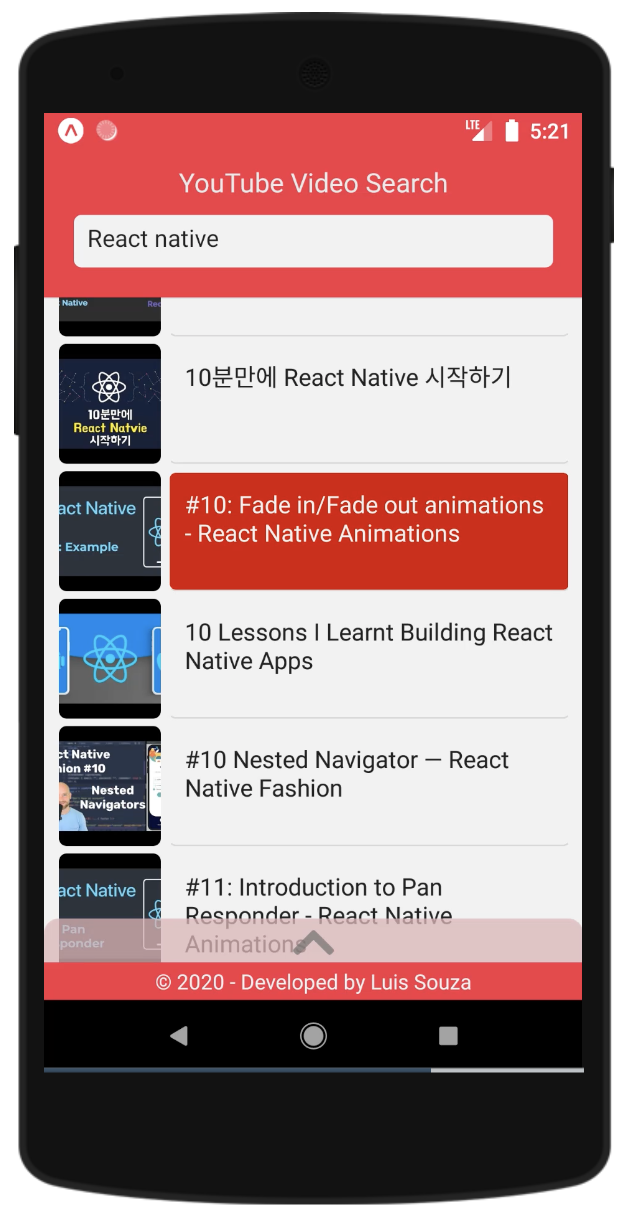 LTE 5:21
YouTube Video Search
React native
Native
10분만에
React Natvie
시작하기
10분만에 React Native 시작하기
act Native
: Example
#10: Fade in/Fade out animations
- React Native Animations
10 Lessons I Learnt Building React
Native Apps
ct Native
ion #10
Nested
Navigators
#10 Nested Navigator — React
Native Fashion
act Native
Pan
ponder
#11: Introduction to Pan
Responder - React Native
Animations
© 2020 - Developed by Luis Souza